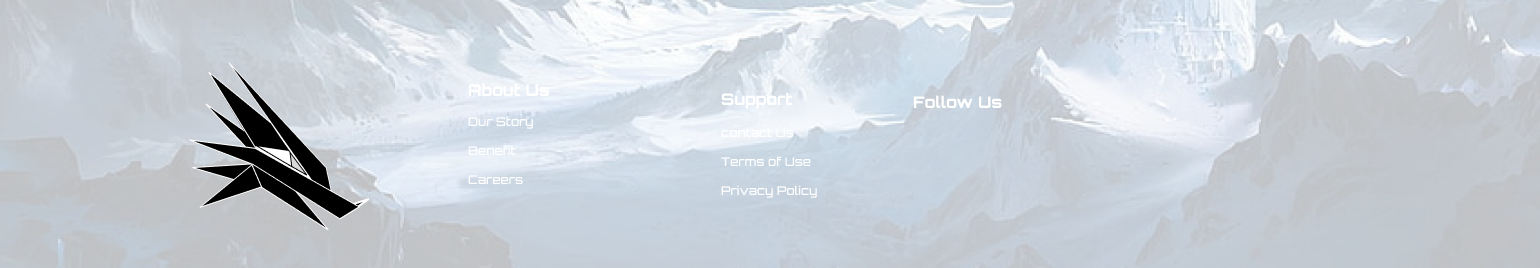 About Us
Our Story
Benefit
Careers
Support
Contact Us
Terms of Use
Privacy Policy
Follow Us